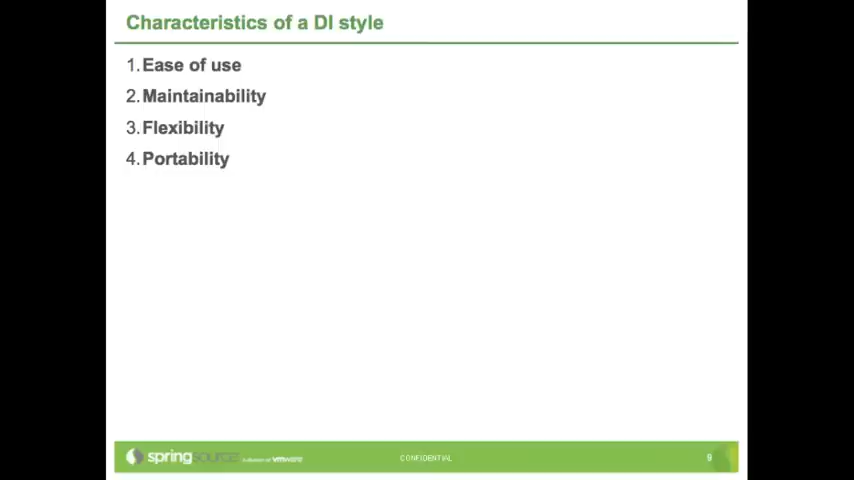 Characteristics of a DI style
1. Ease of use
2. Maintainability
3. Flexibility
4. Portability
springsource A division of vmware
CONFIDENTIAL
9